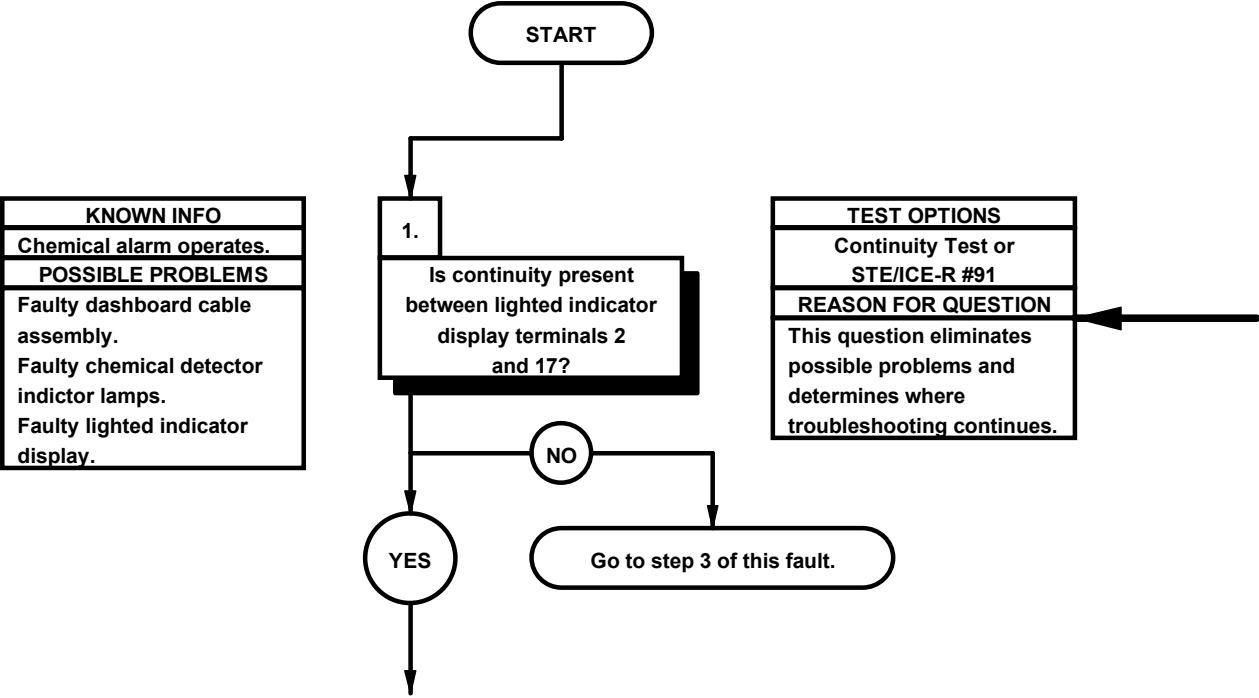 START
KNOWN INFO
Chemical alarm operates.
POSSIBLE PROBLEMS
Faulty dashboard cable
assembly.
Faulty chemical detector
indictor lamps.
Faulty lighted indicator
display.
1.
Is continuity present
between lighted indicator
display terminals 2
and 17?
TEST OPTIONS
Continuity Test or
STE/ICE-R #91
REASON FOR QUESTION
This question eliminates
possible problems and
determines where
troubleshooting continues.
NO
YES
Go to step 3 of this fault.